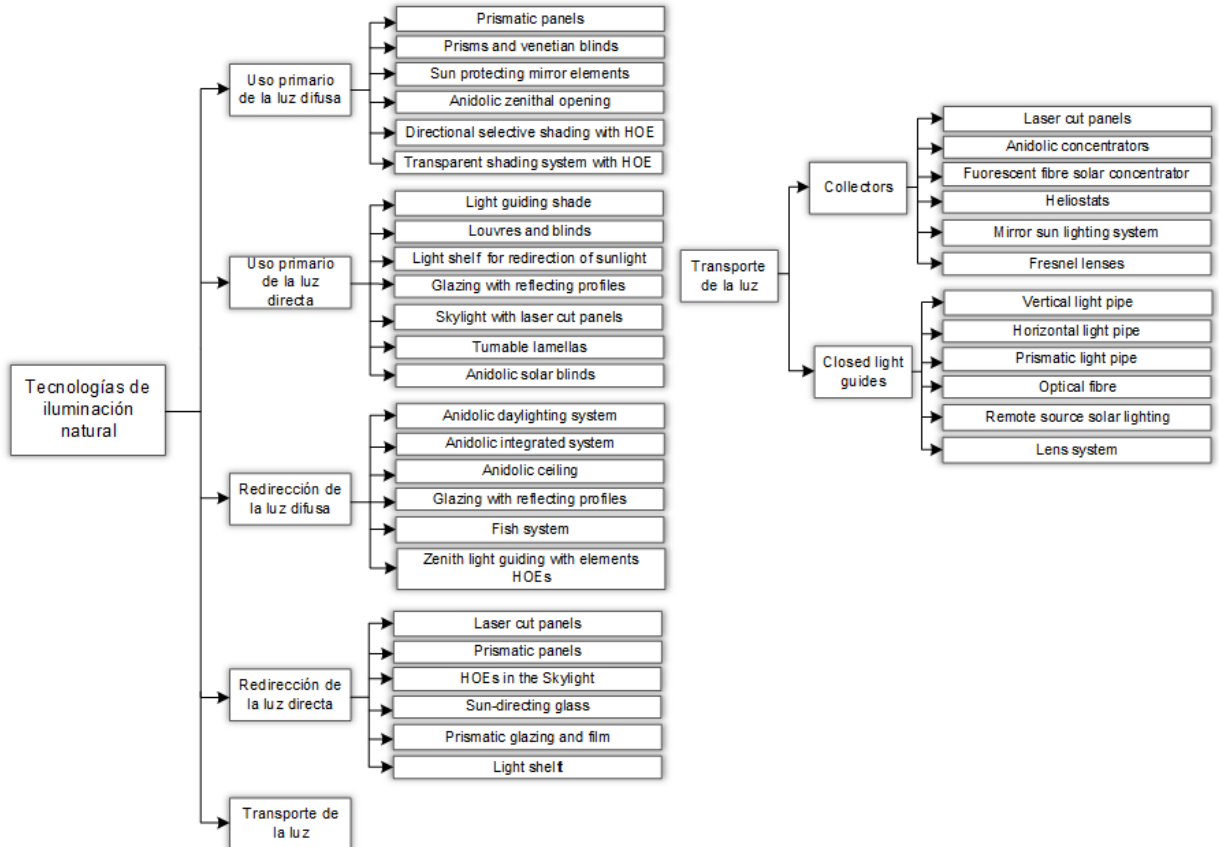 Tecnologías de
iluminación
natural
Uso primario
de la luz difusa
Prismatic panels
Prisms and venetian blinds
Sun protecting mirror elements
Anidolic zenithal opening
Directional selective shading with HOE
Transparent shading system with HOE
Uso primario
de la luz
directa
Light guiding shade
Louvres and blinds
Light shelf for redirection of sunlight
Glazing with reflecting profiles
Skylight with laser cut panels
Turnable lamellas
Anidolic solar blinds
Redirección de
la luz difusa
Anidolic daylighting system
Anidolic integrated system
Anidolic ceiling
Glazing with reflecting profiles
Fish system
Zenith light guiding with elements
HOEs
Redirección de
la luz directa
Laser cut panels
Prismatic panels
HOEs in the Skylight
Sun-directing glass
Prismatic glazing and film
Light shelf
Transporte de
la luz
Transporte
de la luz
Collectors
Laser cut panels
Anidolic concentrators
Fuorescent fibre solar concentrator
Heliostats
Mirror sun lighting system
Fresnel lenses
Closed light
guides
Vertical light pipe
Horizontal light pipe
Prismatic light pipe
Optical fibre
Remote source solar lighting
Lens system